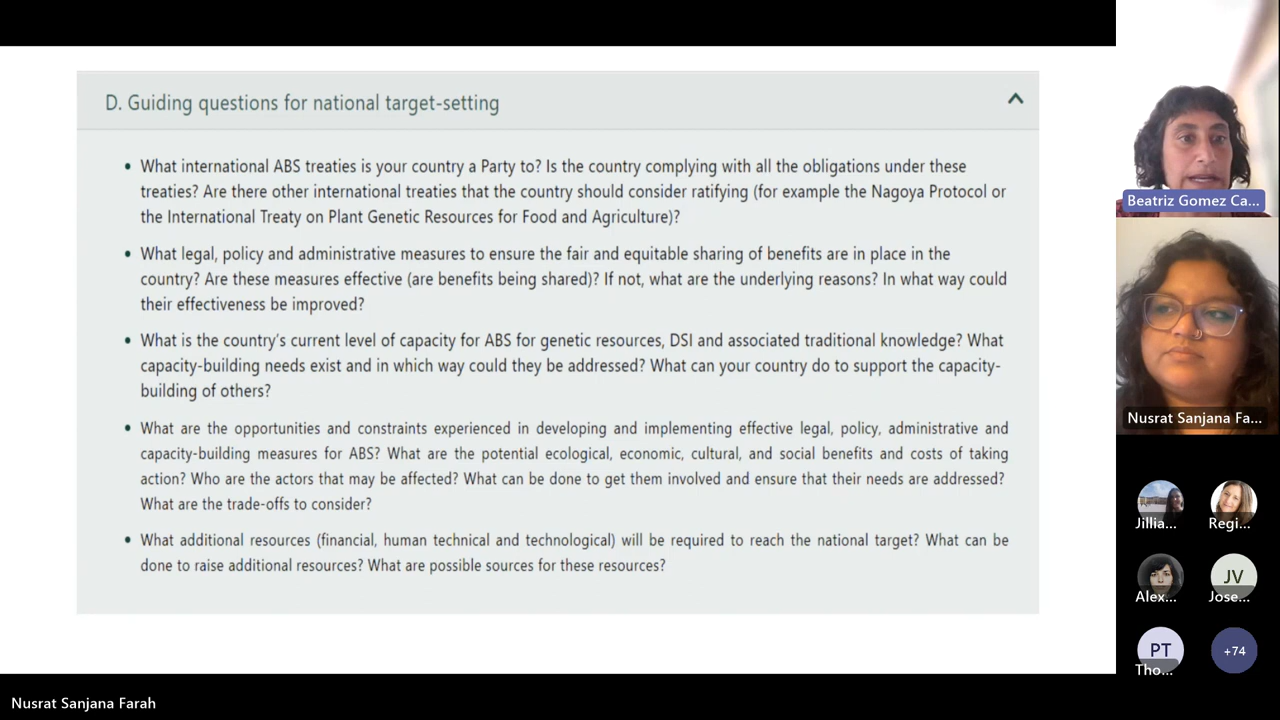 D. Guiding questions for national target-setting
• What international ABS treaties is your country a Party to? Is the country complying with all the obligations under these
treaties? Are there other international treaties that the country should consider ratifying (for example the Nagoya Protocol or
the International Treaty on Plant Genetic Resources for Food and Agriculture)?
• What legal, policy and administrative measures to ensure the fair and equitable sharing of benefits are in place in the
country? Are these measures effective (are benefits being shared)? If not, what are the underlying reasons? In what way could
their effectiveness be improved?
• What is the country's current level of capacity for ABS for genetic resources, DSI and associated traditional knowledge? What
capacity-building needs exist and in which way could they be addressed? What can your country do to support the capacity-
building of others?
• What are the opportunities and constraints experienced in developing and implementing effective legal, policy, administrative and
capacity-building measures for ABS? What are the potential ecological, economic, cultural, and social benefits and costs of taking
action? Who are the actors that may be affected? What can be done to get them involved and ensure that their needs are addressed?
What are the trade-offs to consider?
• What additional resources (financial, human technical and technological) will be required to reach the national target? What can be
done to raise additional resources? What are possible sources for these resources?
Beatriz Gomez Ca...
Nusrat Sanjana Fa...
Jillia...
Regi...
Alex...
JV
Jose...
PT
Tho...
+74
Nusrat Sanjana Farah